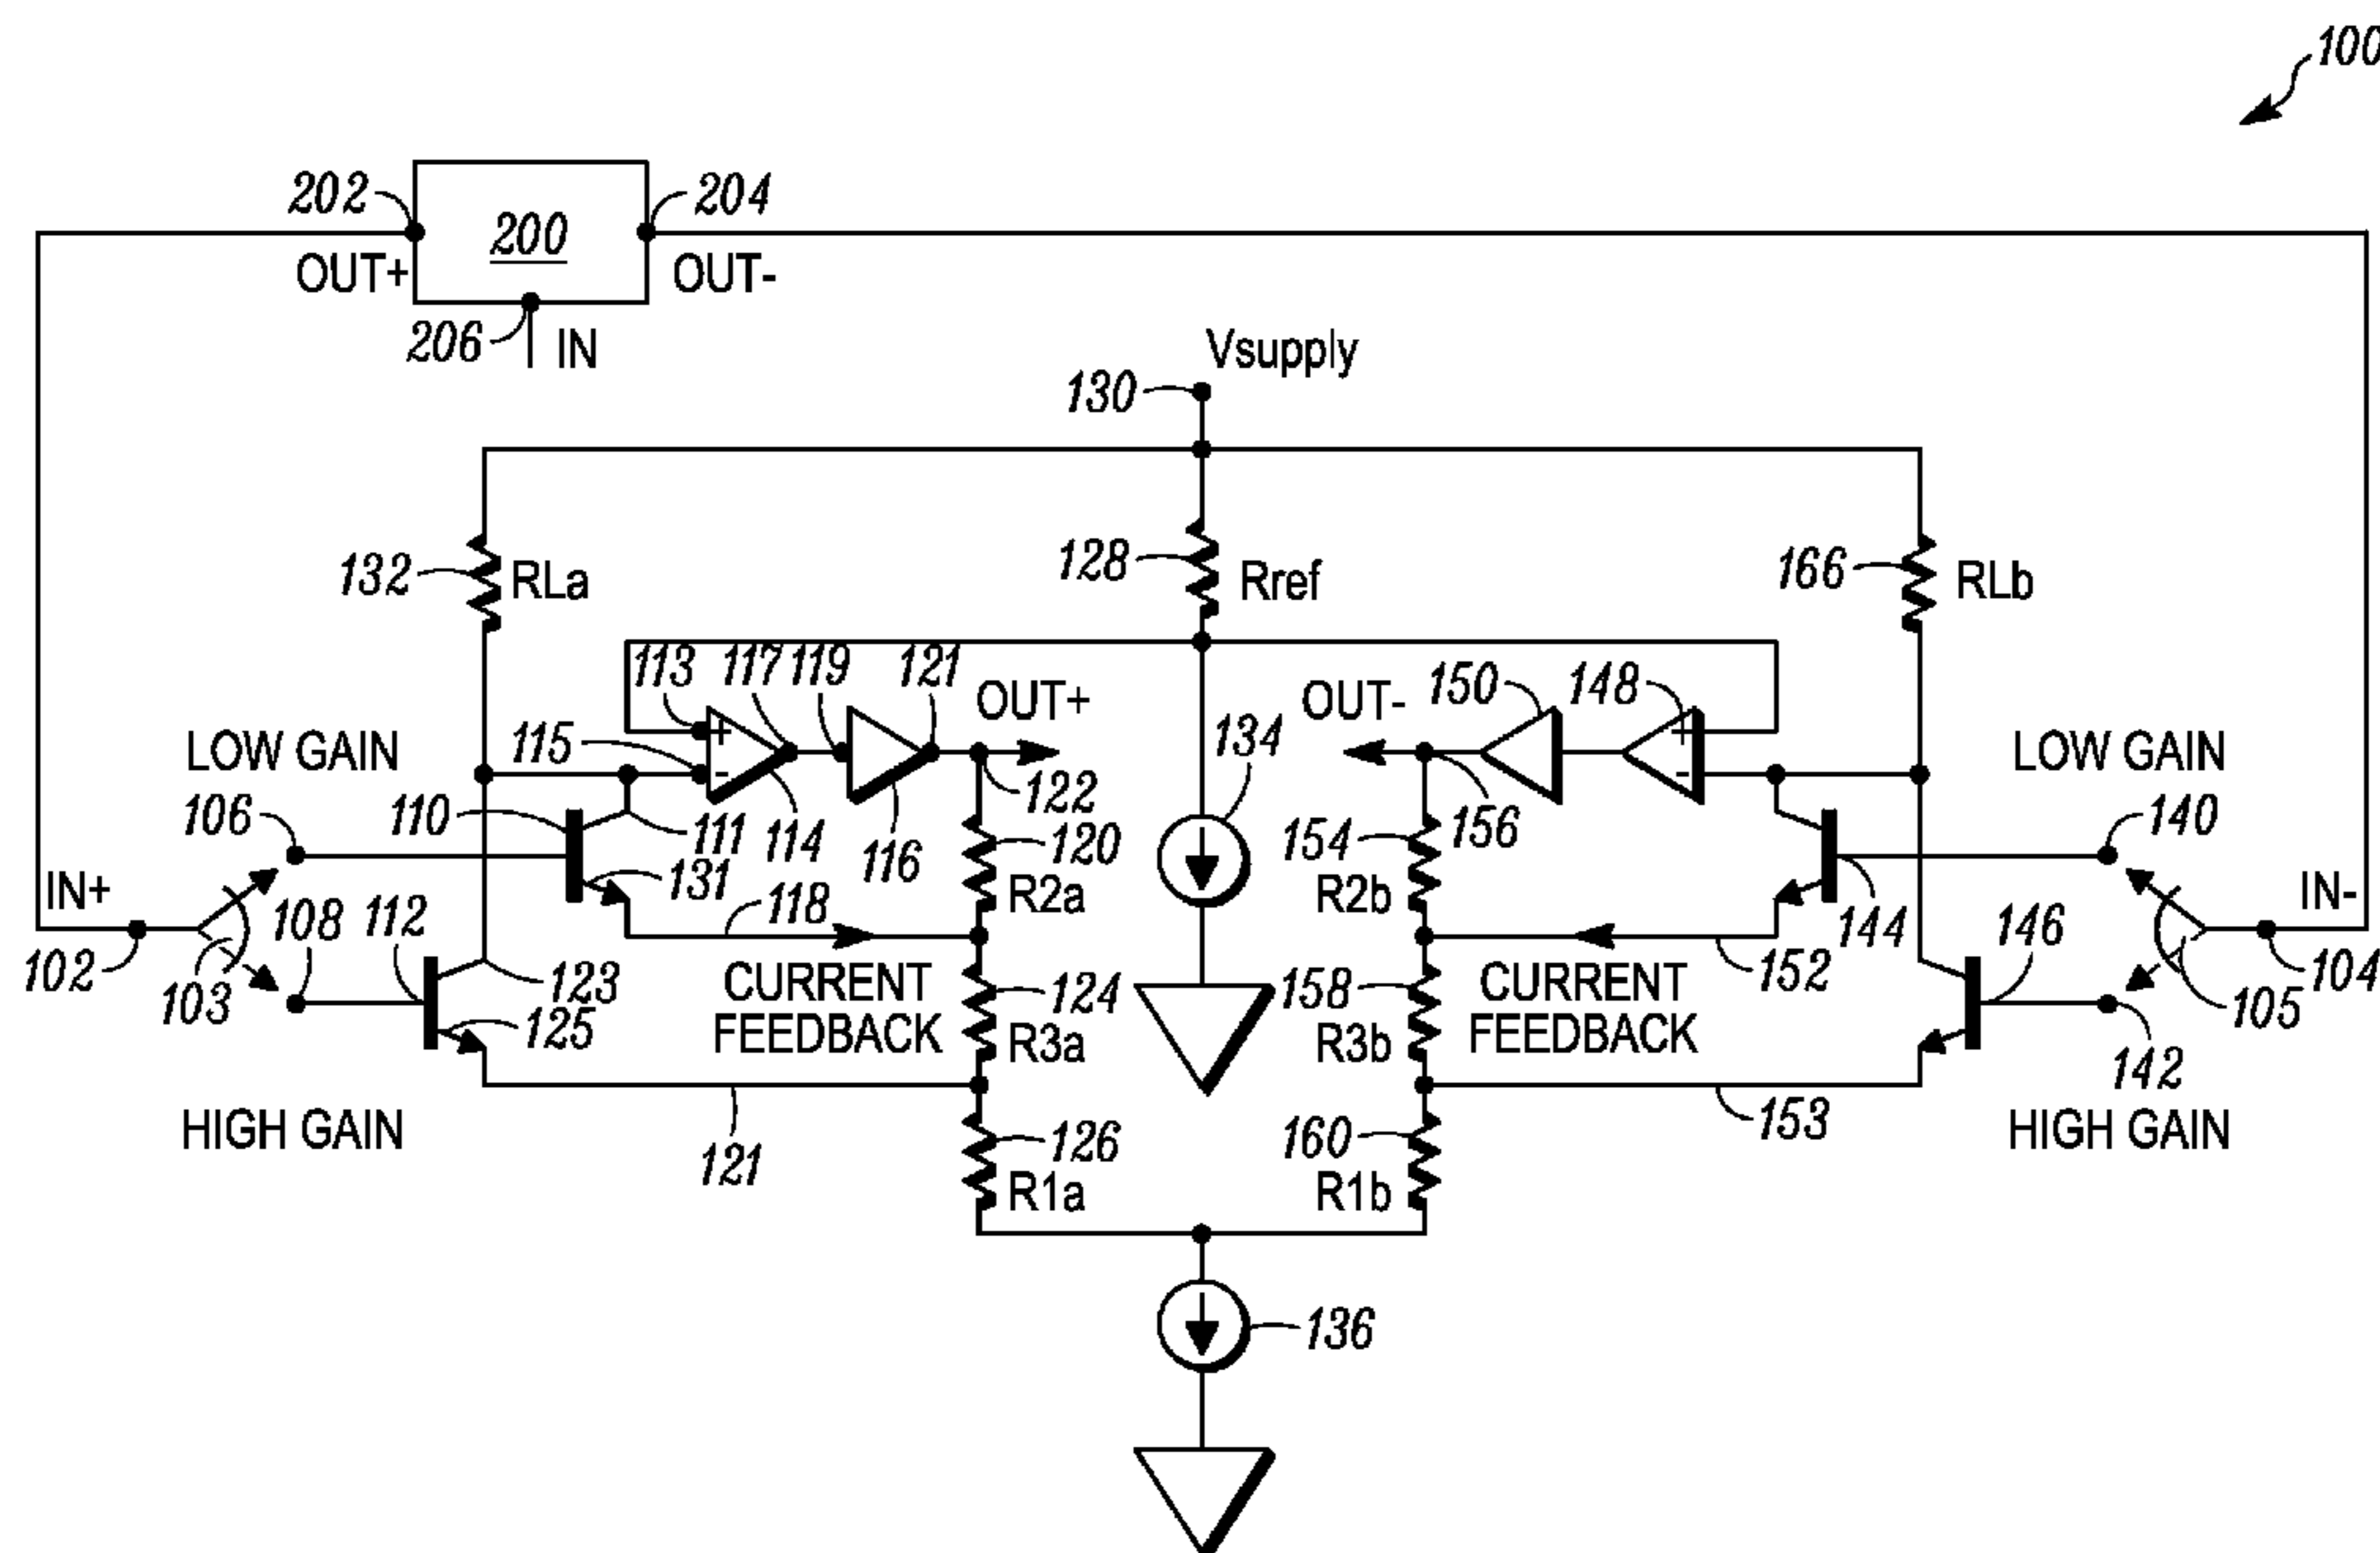 100
202
200
204
OUT+
OUT-
206
IN
Vsupply
130
132
RLa
128
Rref
166
RLb
113
117
119
121
OUT+
OUT-
150
148
134
LOW GAIN
115
LOW GAIN
106
110
111
114
116
122
120
R2a
154
R2b
156
140
IN+
108
112
131
118
144
146
IN-
102
103
123
125
CURRENT
FEEDBACK
124
R3a
158
R3b
CURRENT
FEEDBACK
152
105
104
142
HIGH GAIN
121
126
R1a
160
R1b
153
HIGH GAIN
136
+
-
+
-